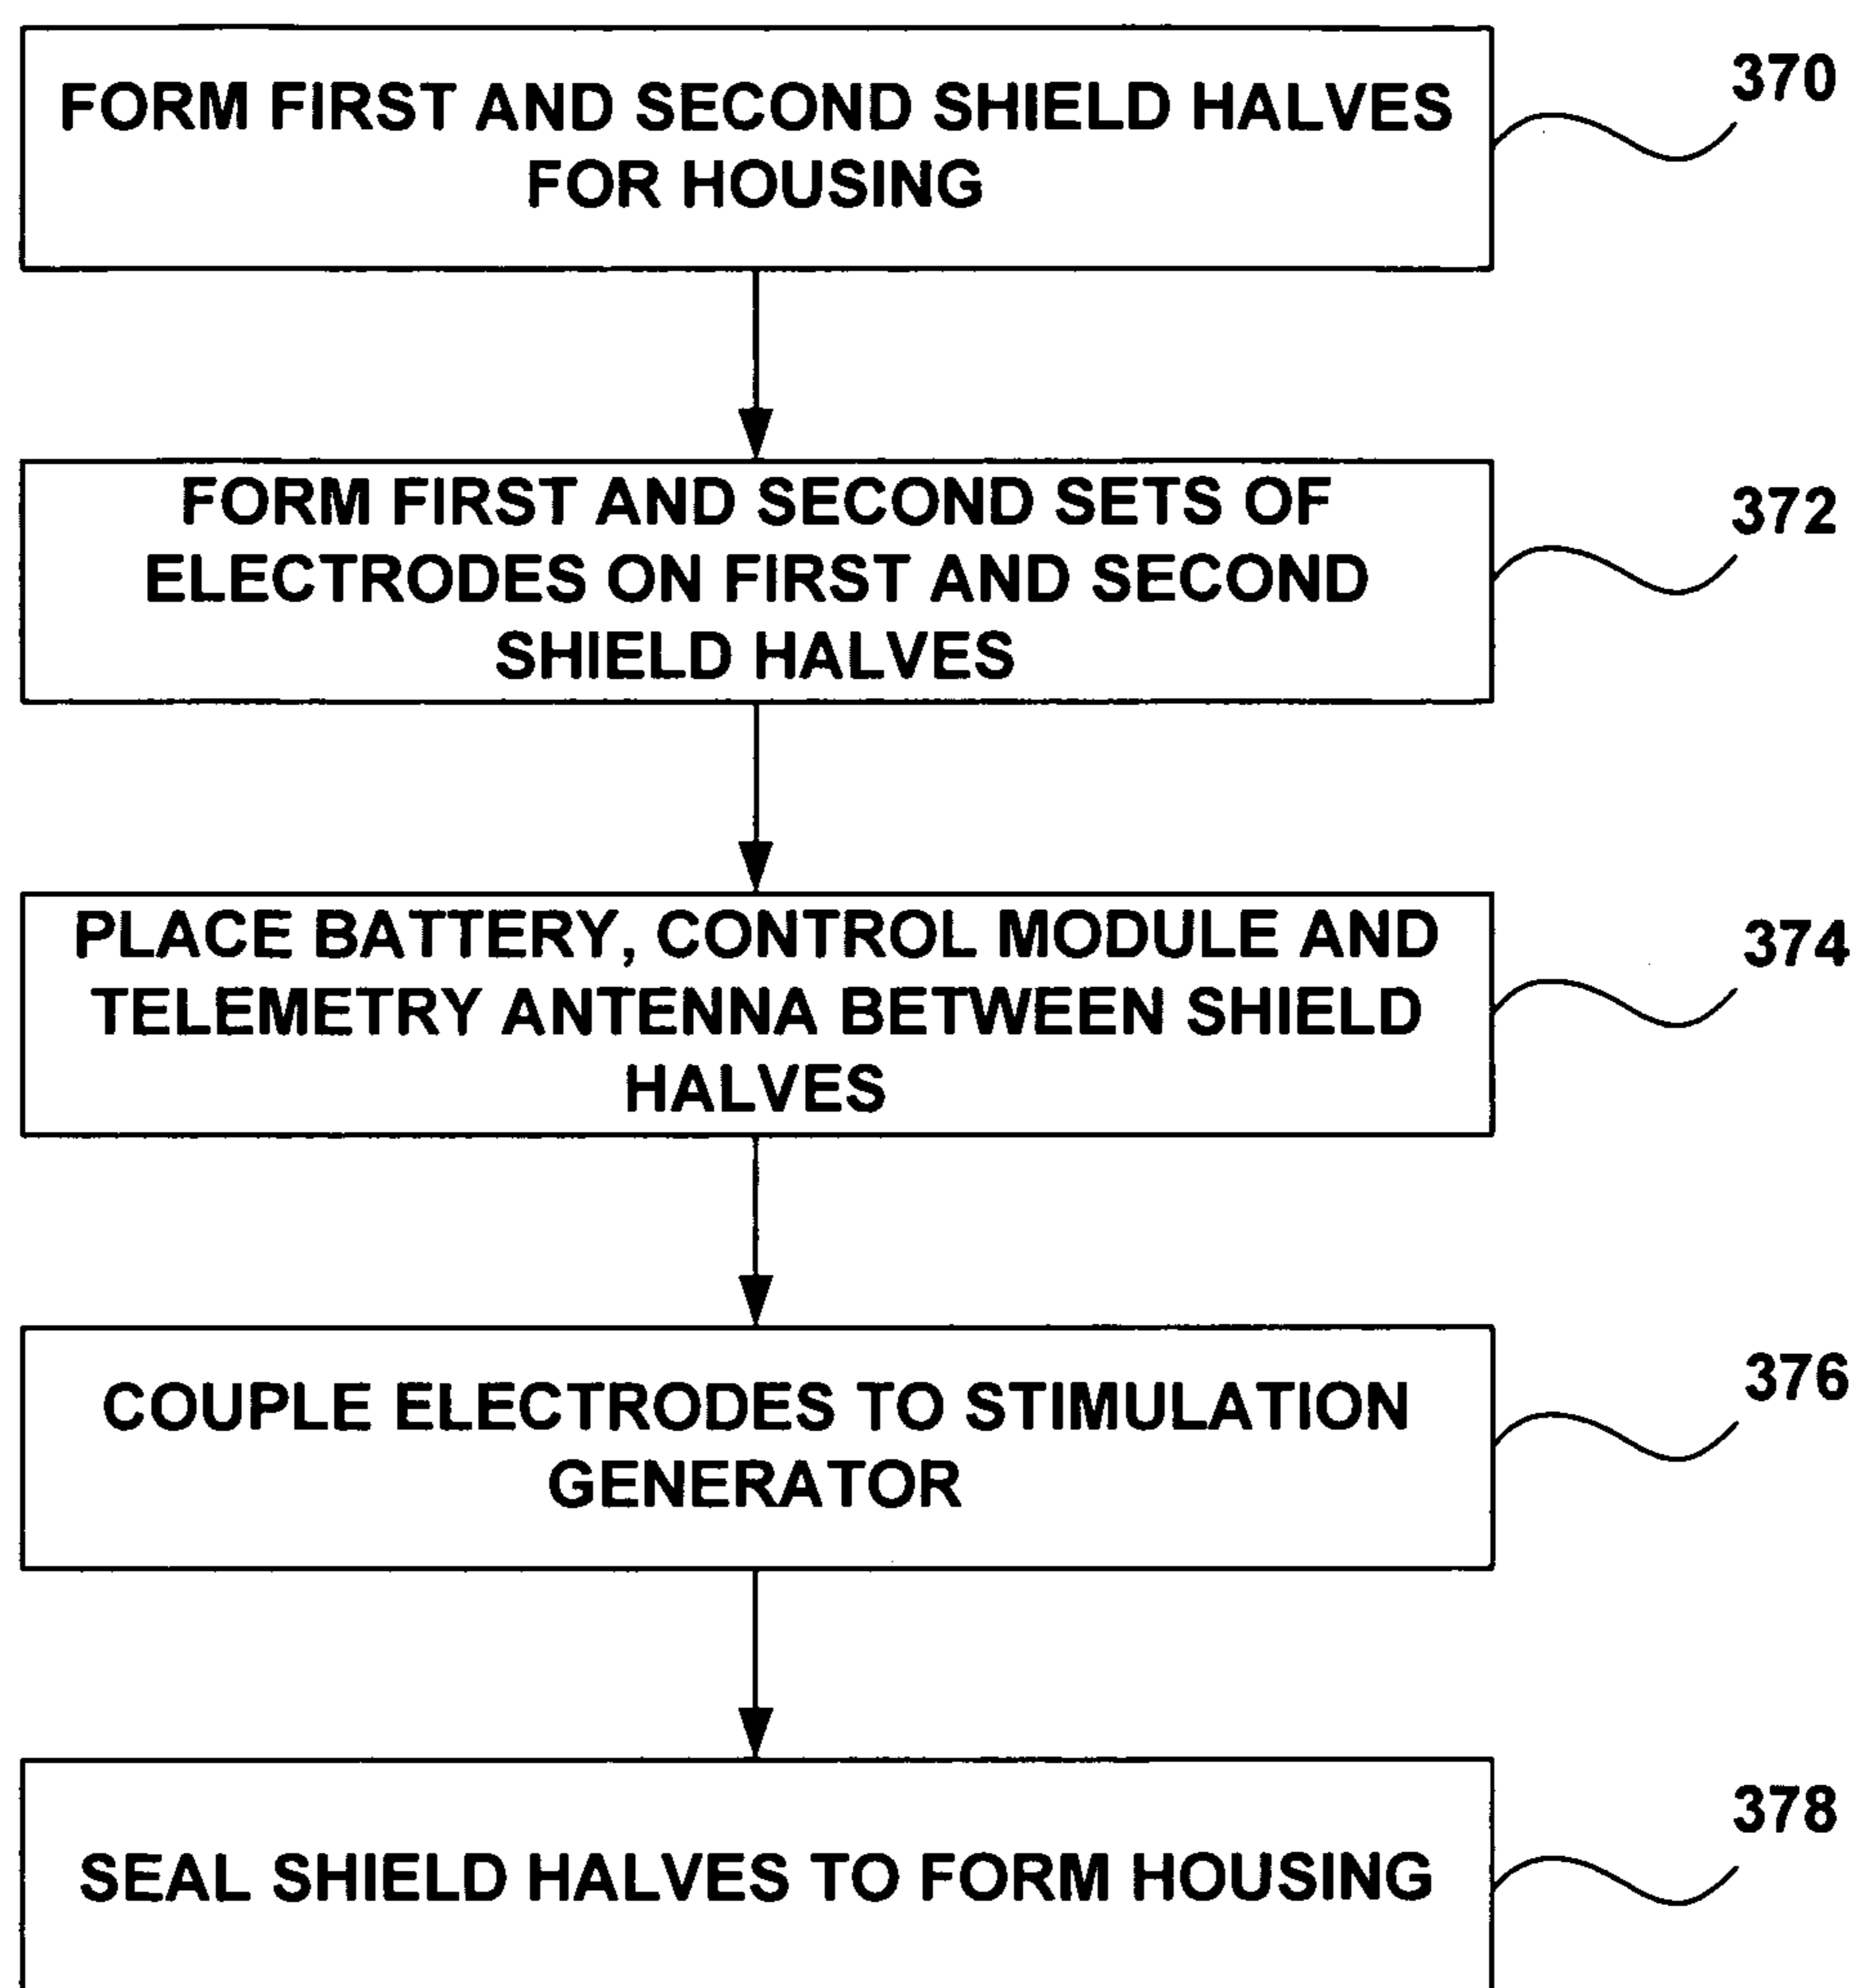 FORM FIRST AND SECOND SHIELD HALVES
FOR HOUSING
370
FORM FIRST AND SECOND SETS OF
ELECTRODES ON FIRST AND SECOND
SHIELD HALVES
372
PLACE BATTERY, CONTROL MODULE AND
TELEMETRY ANTENNA BETWEEN SHIELD
HALVES
374
COUPLE ELECTRODES TO STIMULATION
GENERATOR
376
SEAL SHIELD HALVES TO FORM HOUSING
378